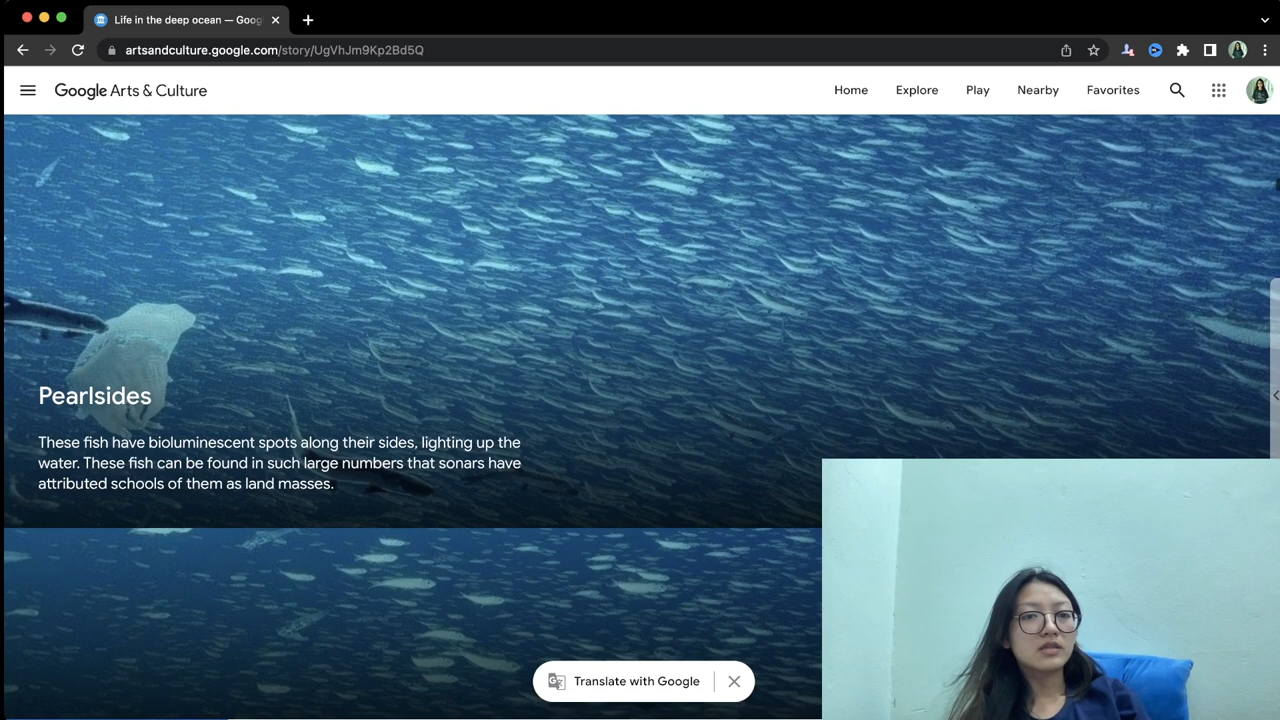 Life in the deep ocean — Goog
artsandculture.google.com/story/UgVhJm9Kp2Bd5Q
Google Arts & Culture
Home
Explore
Play
Nearby
Favorites
Pearlsides
These fish have bioluminescent spots along their sides, lighting up the
water. These fish can be found in such large numbers that sonars have
attributed schools of them as land masses.
Translate with Google